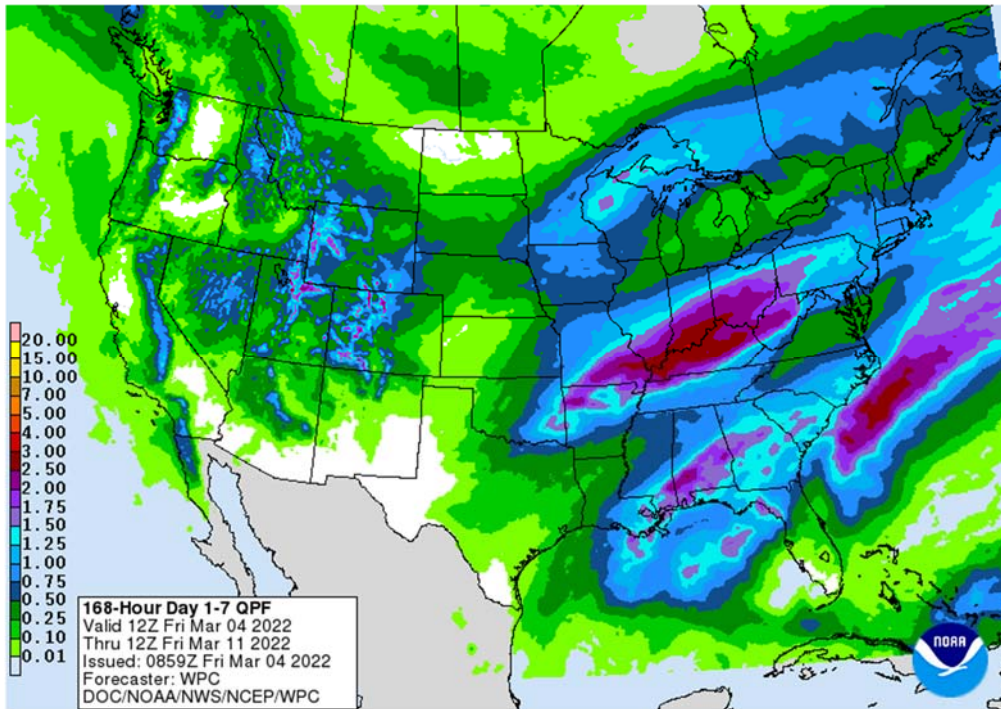 20.00
15.00
10.00
7.00
5.00
4.00
3.00
2.50
2.00
1.75
1.50
1.25
1.00
0.75
0.50
0.25
0.10
0.01
168-Hour Day 1-7 QPF
Valid 12Z Fri Mar 04 2022
Thru 12Z Fri Mar 11 2022
Issued: 0859Z Fri Mar 04 2022
Forecaster: WPC
DOC/NOAA/NWS/NCEP/WPC
NOAA